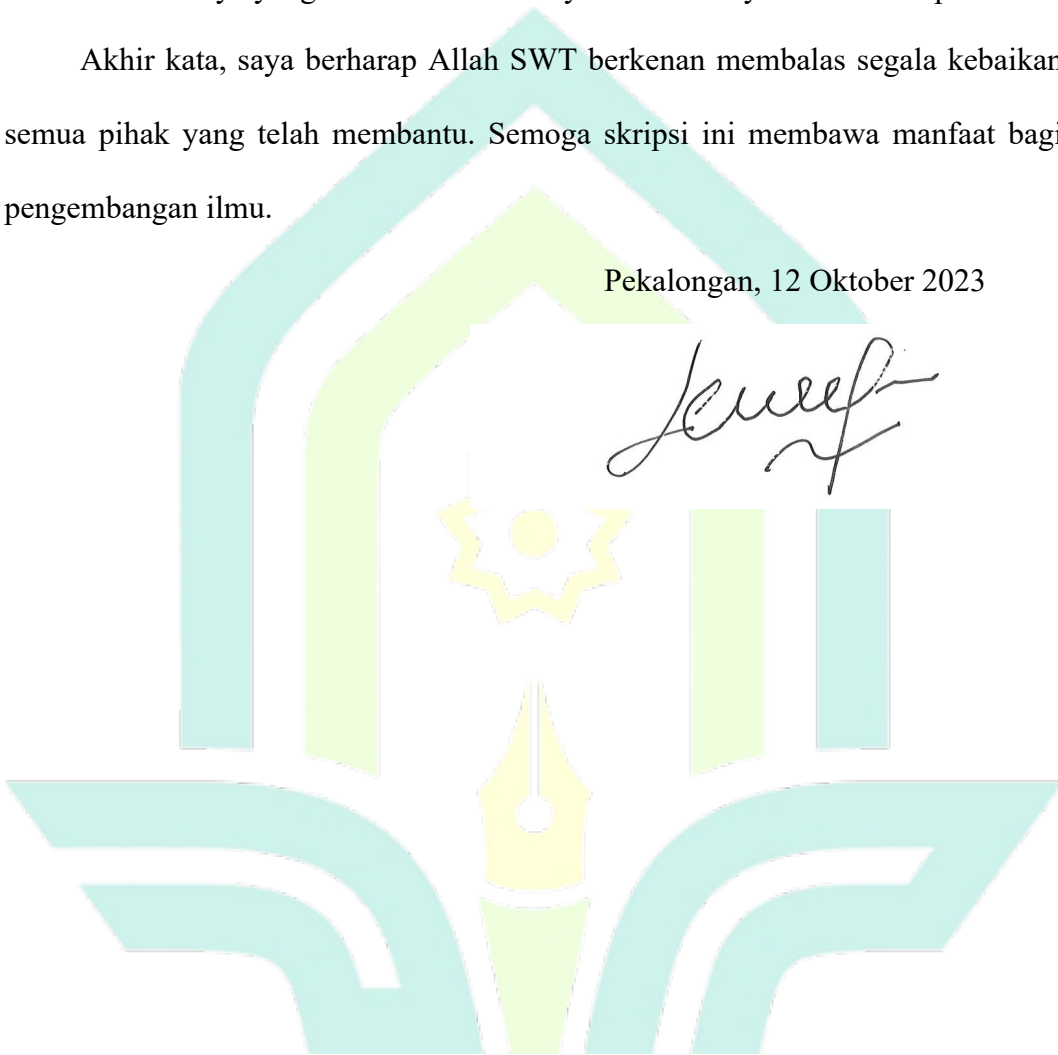 Akhir kata, saya berharap Allah SWT berkenan membalas segala kebaikan
semua pihak yang telah membantu. Semoga skripsi ini membawa manfaat bagi
pengembangan ilmu.
Pekalongan, 12 Oktober 2023